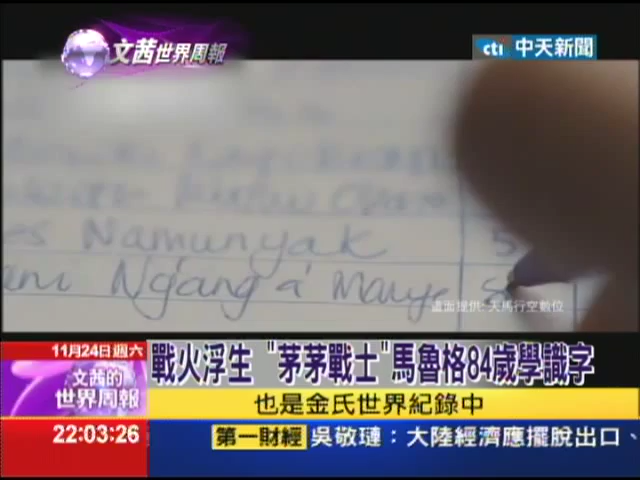 文茜世界周報
cti 中天新聞
es Namunyak 5
ani Ng'ang'a
畫面提供:天馬行空數位
11月24日週六
戰火浮生 "茅茅戰士"馬魯格84歲學識字
文茜的
世界周報
也是金氏世界紀錄中
22:03:26
第一財經 吳敬璉：大陸經濟應擺脫出口、